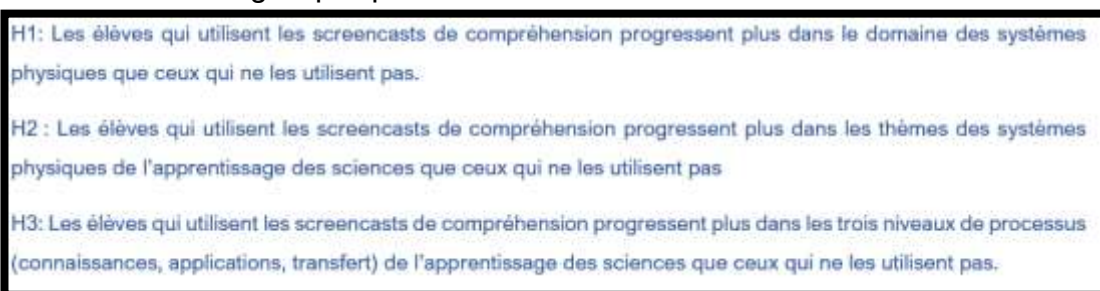 H1: Les élèves qui utilisent les screencasts de compréhension progressent plus dans le domaine des systèmes
physiques que ceux qui ne les utilisent pas.
H2 : Les élèves qui utilisent les screencasts de compréhension progressent plus dans les thèmes des systèmes
physiques de l'apprentissage des sciences que ceux qui ne les utilisent pas
H3: Les élèves qui utilisent les screencasts de compréhension progressent plus dans les trois niveaux de processus
(connaissances, applications, transfert) de l'apprentissage des sciences que ceux qui ne les utilisent pas.